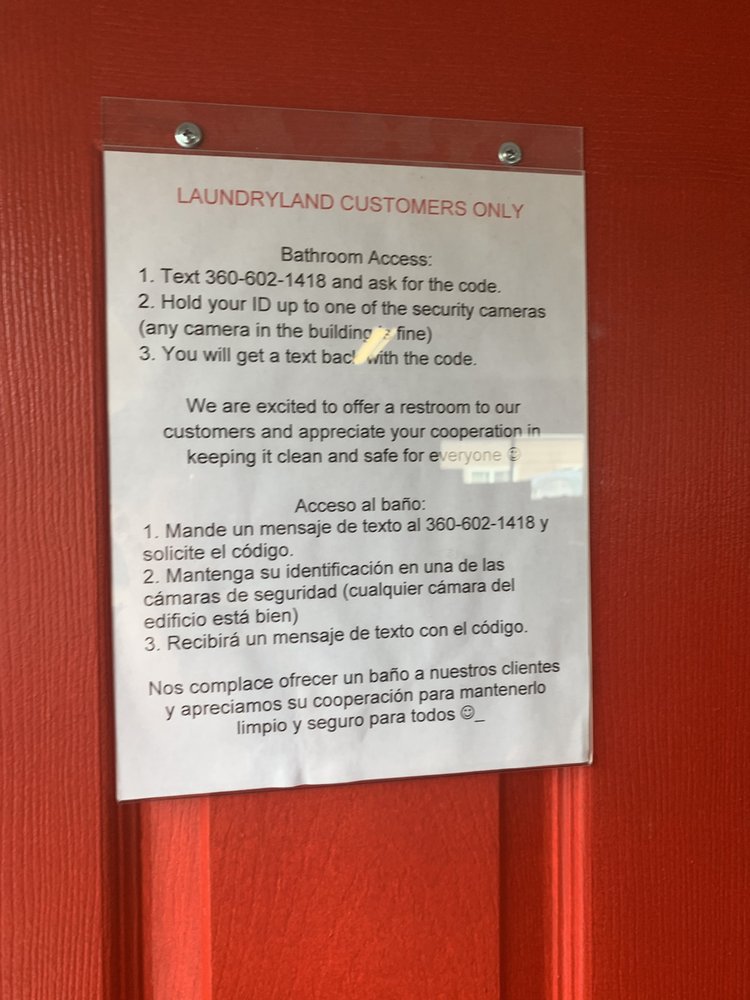 LAUNDRYLAND CUSTOMERS ONLY
Bathroom Access:
1. Text 360-602-1418 and ask for the code.
2. Hold your ID up to one of the security cameras
(any camera in the building is fine)
3. You will get a text back with the code.
We are excited to offer a restroom to our
customers and appreciate your cooperation in
keeping it clean and safe for everyone ☺
Acceso al baño:
1. Mande un mensaje de texto al 360-602-1418 y
solicite el código.
2. Mantenga su identificación en una de las
cámaras de seguridad (cualquier cámara del
edificio está bien)
3. Recibirá un mensaje de texto con el código.
Nos complace ofrecer un baño a nuestros clientes
y apreciamos su cooperación para mantenerlo
limpio y seguro para todos ☺_